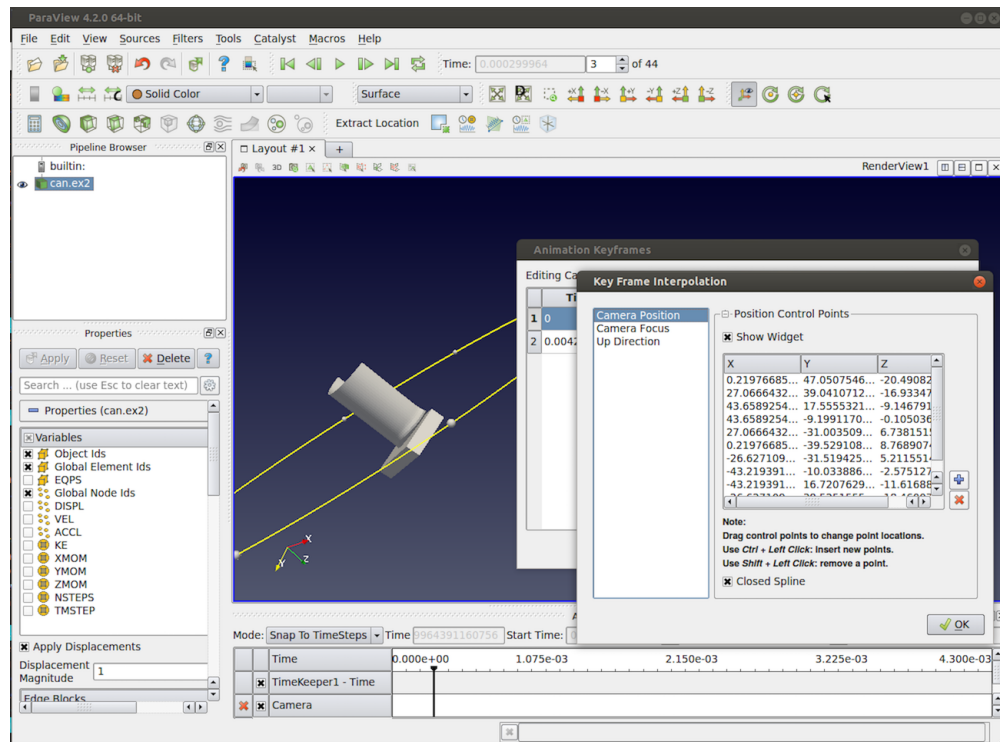 ParaView 4.2.0 64-bit
File Edit View Sources Filters Tools Catalyst Macros Help
Time: 0.000299964 3 of 44
Solid Color Surface +X -X +Y -Y +Z -Z
Extract Location
Pipeline Browser
Layout #1 × +
builtin:
3D
RenderView1
can.ex2
Animation Keyframes
Editing Ca
Key Frame Interpolation
Ti
1 0
2 0.0042
Camera Position
Camera Focus
Up Direction
Position Control Points
Show Widget
X Y Z
0.21976685... 47.0507546... -20.49082
27.0666432... 39.0410712... -16.93347
43.6589254... 17.5555321... -9.146791
43.6589254... -9.1991170... -0.105036
27.0666432... -31.003509... 6.7381515
0.21976685... -39.529108... 8.7689074
-26.627109... -31.519425... 5.2115514
-43.219391... -10.033886... -2.575127
-43.219391... 16.7207629... -11.61688
Note:
Drag control points to change point locations.
Use Ctrl + Left Click: insert new points.
Use Shift + Left Click: remove a point.
Closed Spline
OK
Properties
Apply Reset Delete ?
Search ... (use Esc to clear text)
Properties (can.ex2)
Variables
Object Ids
Global Element Ids
EQPS
Global Node Ids
DISPL
VEL
ACCL
KE
XMOM
YMOM
ZMOM
NSTEPS
TMSTEP
X
Y
Z
Apply Displacements
Displacement
Magnitude 1
Edge Blocks
Mode: Snap To TimeSteps Time 9964391160756 Start Time:
Time 0.000e+00 1.075e-03 2.150e-03 3.225e-03 4.300e-03
TimeKeeper1 - Time
Camera